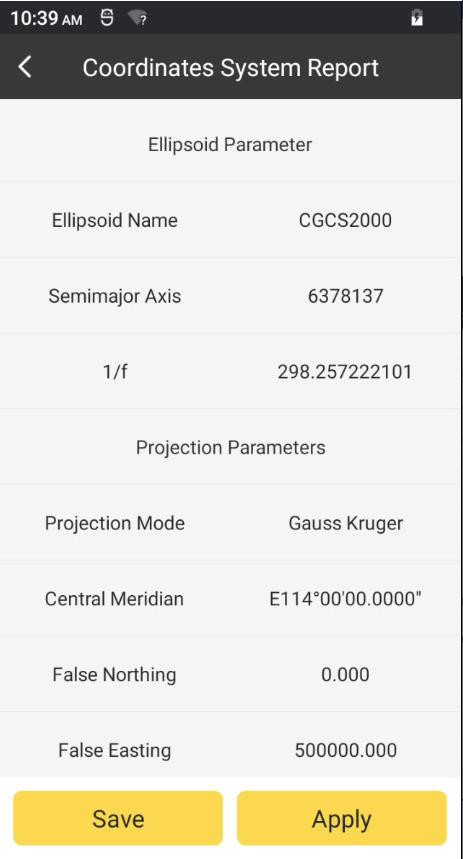 10:39 AM
Coordinates System Report
Ellipsoid Parameter
Ellipsoid Name CGCS2000
Semimajor Axis 6378137
1/f 298.257222101
Projection Parameters
Projection Mode Gauss Kruger
Central Meridian E114°00'00.0000"
False Northing 0.000
False Easting 500000.000
Save Apply